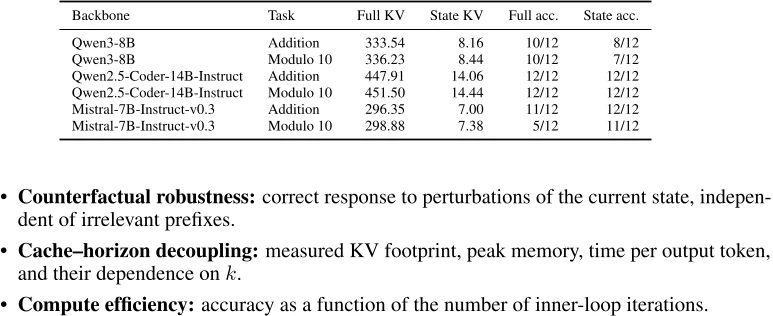 Backbone Task Full KV State KV Full acc. State acc.
Qwen3-8B Addition 333.54 8.16 10/12 8/12
Qwen3-8B Modulo 10 336.23 8.44 10/12 7/12
Qwen2.5-Coder-14B-Instruct Addition 447.91 14.06 12/12 12/12
Qwen2.5-Coder-14B-Instruct Modulo 10 451.50 14.44 12/12 12/12
Mistral-7B-Instruct-v0.3 Addition 296.35 7.00 11/12 12/12
Mistral-7B-Instruct-v0.3 Modulo 10 298.88 7.38 5/12 11/12
• Counterfactual robustness: correct response to perturbations of the current state, indepen-
dent of irrelevant prefixes.
• Cache–horizon decoupling: measured KV footprint, peak memory, time per output token,
and their dependence on k.
• Compute efficiency: accuracy as a function of the number of inner-loop iterations.